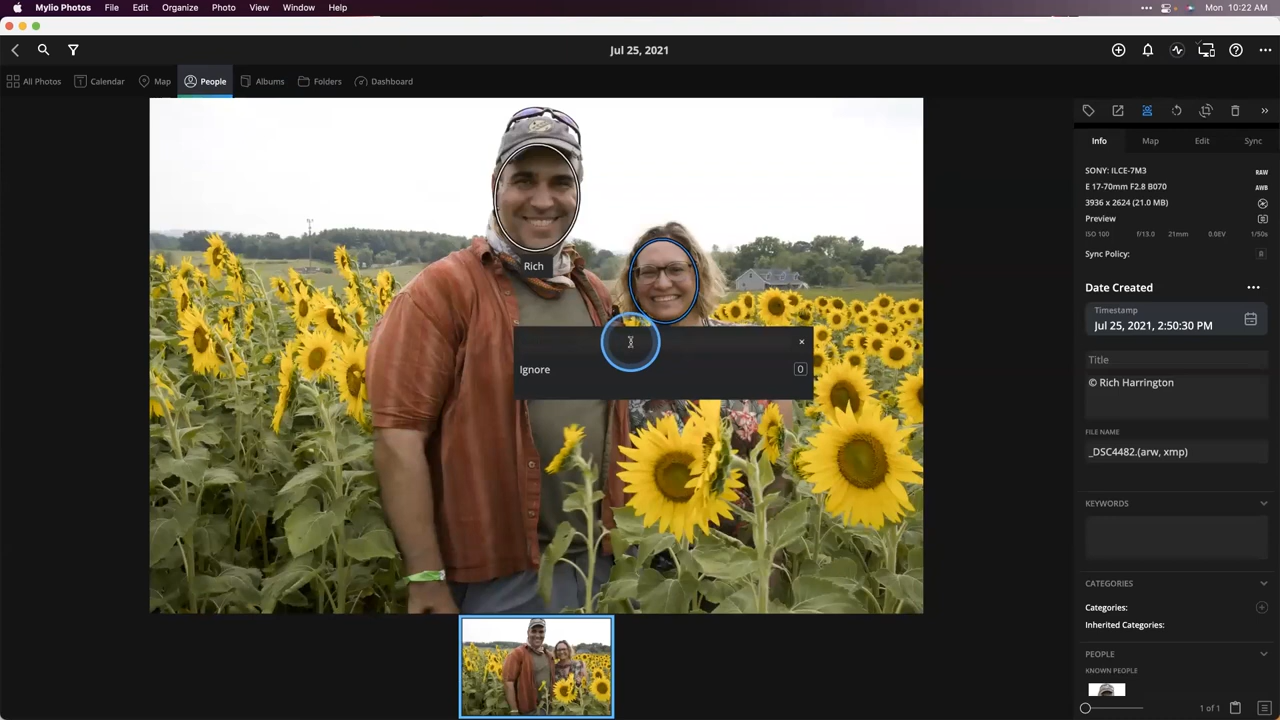 Mylio Photos File Edit Organize Photo View Window Help Mon 10:22 AM
Jul 25, 2021
All Photos Calendar Map People Albums Folders Dashboard
Info Map Edit Sync
SONY: ILCE-7M3 RAW
E 17-70mm F2.8 B070 AWB
3936 x 2624 (21.0 MB)
Preview
ISO 100 f/13.0 21mm 0.0EV 1/50s
Sync Policy:
Date Created
Timestamp
Jul 25, 2021, 2:50:30 PM
Title
© Rich Harrington
FILE NAME
_DSC4482.(arw, xmp)
KEYWORDS
CATEGORIES
Categories:
Inherited Categories:
PEOPLE
KNOWN PEOPLE
1 of 1
Rich
Ignore 0